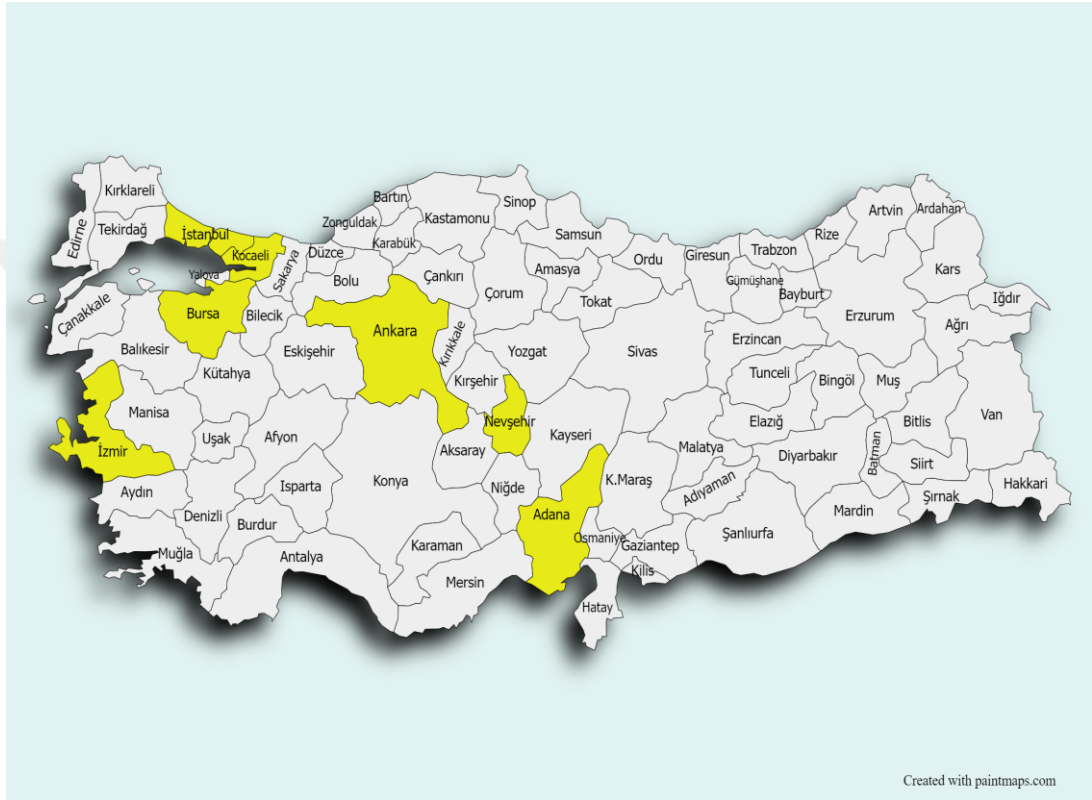 Kırklareli
Edirne
Tekirdağ
İstanbul
Kocaeli
Yalova
Sakarya
Düzce
Zonguldak
Bartın
Karabük
Kastamonu
Sinop
Samsun
Ordu
Giresun
Trabzon
Rize
Artvin
Ardahan
Kars
Iğdır
Çanakkale
Balıkesir
Bursa
Bilecik
Bolu
Çankırı
Çorum
Amasya
Tokat
Gümüşhane
Bayburt
Erzurum
Ağrı
Kütahya
Eskişehir
Ankara
Kırıkkale
Kırşehir
Yozgat
Sivas
Erzincan
Tunceli
Bingöl
Muş
Bitlis
Van
Manisa
İzmir
Uşak
Afyon
Aksaray
Nevşehir
Kayseri
Malatya
Elazığ
Diyarbakır
Batman
Siirt
Hakkari
Şırnak
Mardin
Aydın
Denizli
Isparta
Burdur
Konya
Niğde
Adana
K.Maraş
Adıyaman
Şanlıurfa
Muğla
Antalya
Karaman
Mersin
Osmaniye
Gaziantep
Kilis
Hatay
Created with paintmaps.com